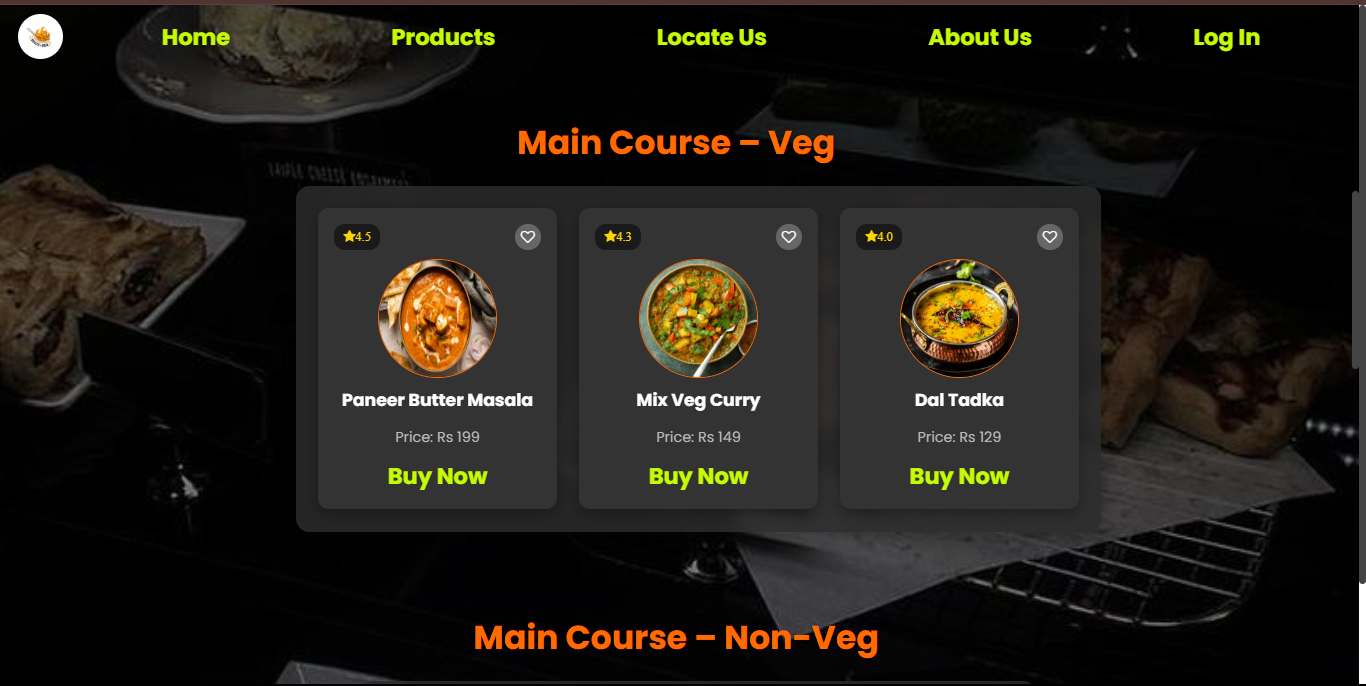 Home Products Locate Us About Us Log In
Main Course – Veg
4.5 4.3 4.0
Paneer Butter Masala Mix Veg Curry Dal Tadka
Price: Rs 199 Price: Rs 149 Price: Rs 129
Buy Now Buy Now Buy Now
Main Course – Non-Veg